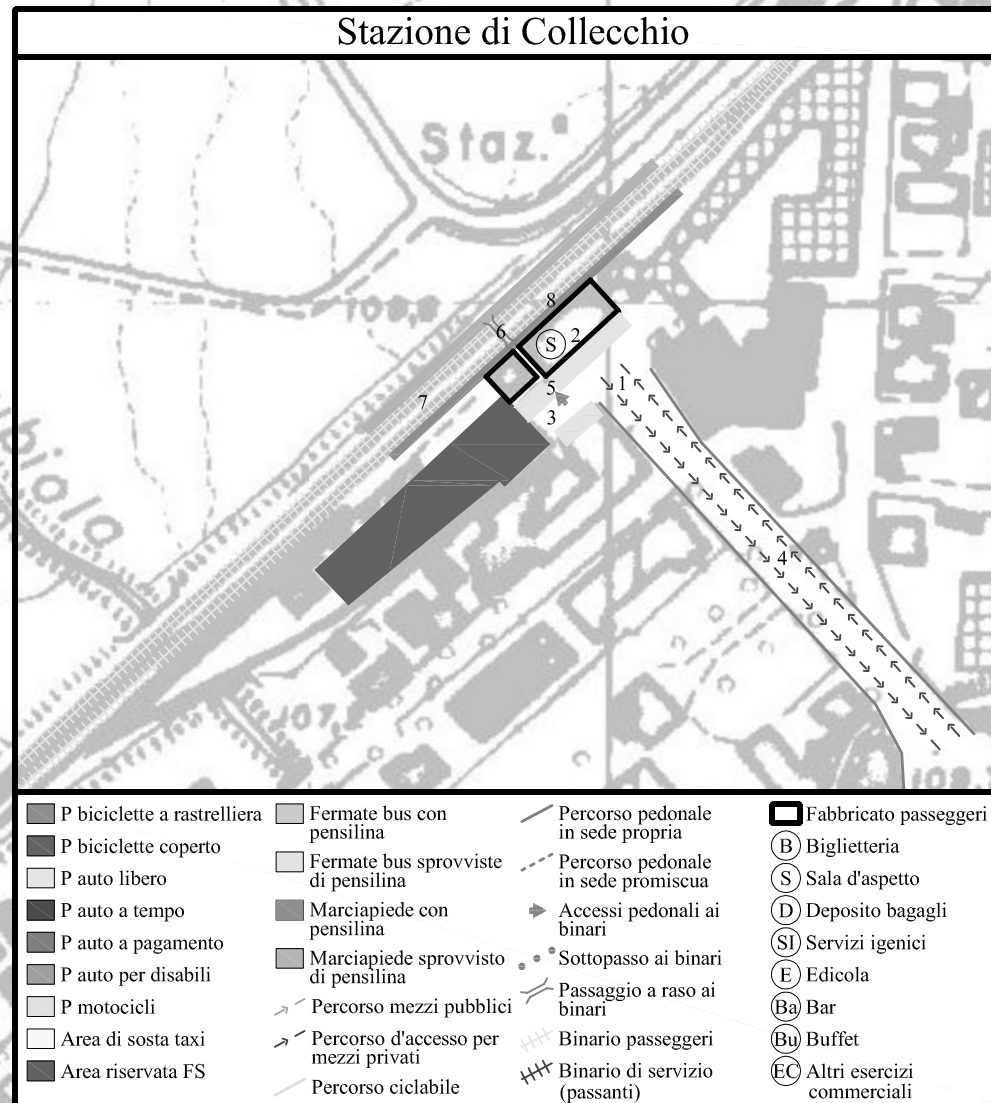 Stazione di Collecchio
Staz.ª
8
6
S
2
5
1
7
3
4
P biciclette a rastrelliera
P biciclette coperto
P auto libero
P auto a tempo
P auto a pagamento
P auto per disabili
P motocicli
Area di sosta taxi
Area riservata FS
Fermate bus con
pensilina
Fermate bus sprovviste
di pensilina
Marciapiede con
pensilina
Marciapiede sprovvisto
di pensilina
Percorso mezzi pubblici
Percorso d'accesso per
mezzi privati
Percorso ciclabile
Percorso pedonale
in sede propria
Percorso pedonale
in sede promiscua
Accessi pedonali ai
binari
Sottopasso ai binari
Passaggio a raso ai
binari
Binario passeggeri
Binario di servizio
(passanti)
Fabbricato passeggeri
B Biglietteria
S Sala d'aspetto
D Deposito bagagli
SI Servizi igenici
E Edicola
Ba Bar
Bu Buffet
EC Altri esercizi
commerciali